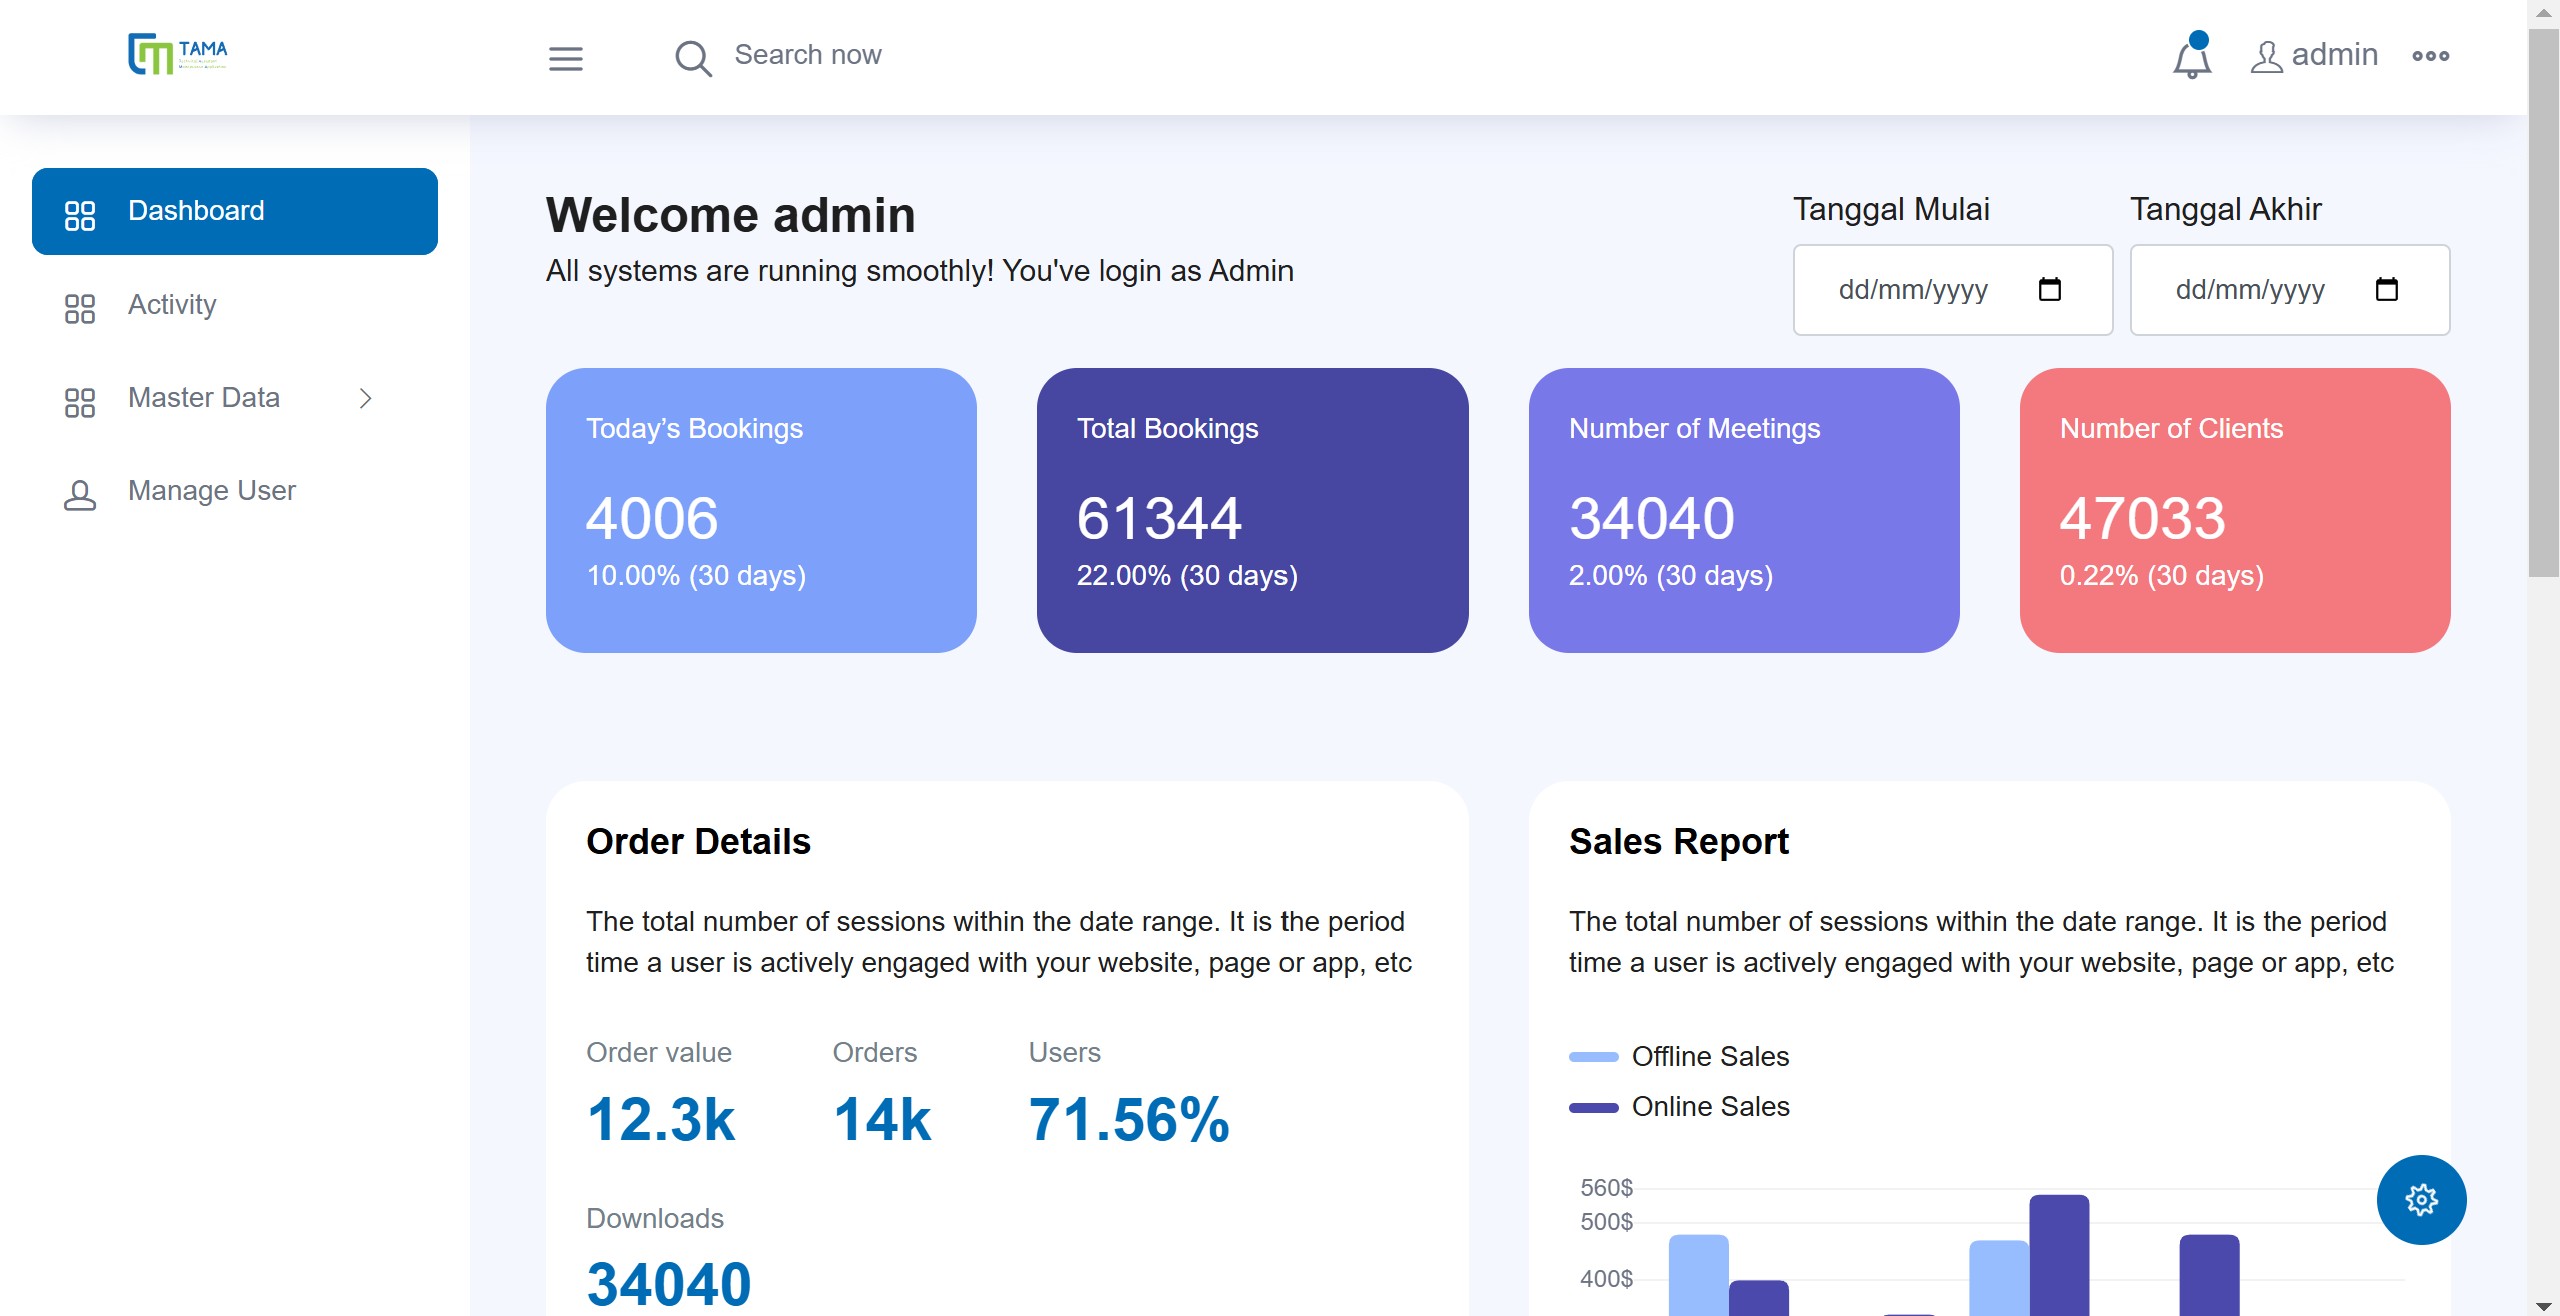 TAMA
Search now
admin
Dashboard
Activity
Master Data
Manage User
Welcome admin
All systems are running smoothly! You've login as Admin
Tanggal Mulai
Tanggal Akhir
dd/mm/yyyy
dd/mm/yyyy
Today’s Bookings
4006
10.00% (30 days)
Total Bookings
61344
22.00% (30 days)
Number of Meetings
34040
2.00% (30 days)
Number of Clients
47033
0.22% (30 days)
Order Details
The total number of sessions within the date range. It is the period
time a user is actively engaged with your website, page or app, etc
Order value
12.3k
Orders
14k
Users
71.56%
Downloads
34040
Sales Report
The total number of sessions within the date range. It is the period
time a user is actively engaged with your website, page or app, etc
Offline Sales
Online Sales
560$
500$
400$